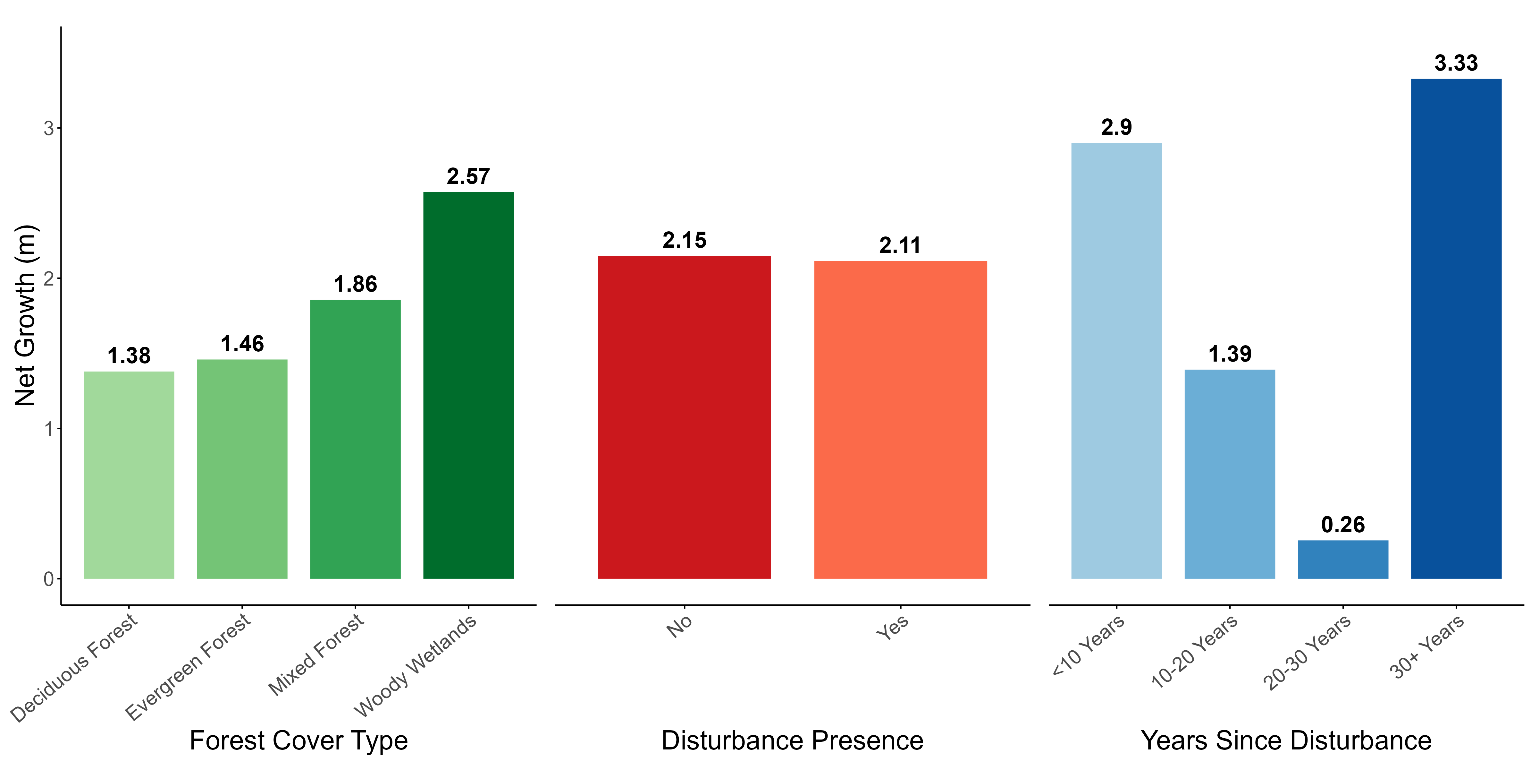 Net Growth (m)
3
2
1
0
1.38
1.46
1.86
2.57
Deciduous Forest
Evergreen Forest
Mixed Forest
Woody Wetlands
Forest Cover Type
2.15
2.11
No
Yes
Disturbance Presence
2.9
1.39
0.26
3.33
<10 Years
10-20 Years
20-30 Years
30+ Years
Years Since Disturbance